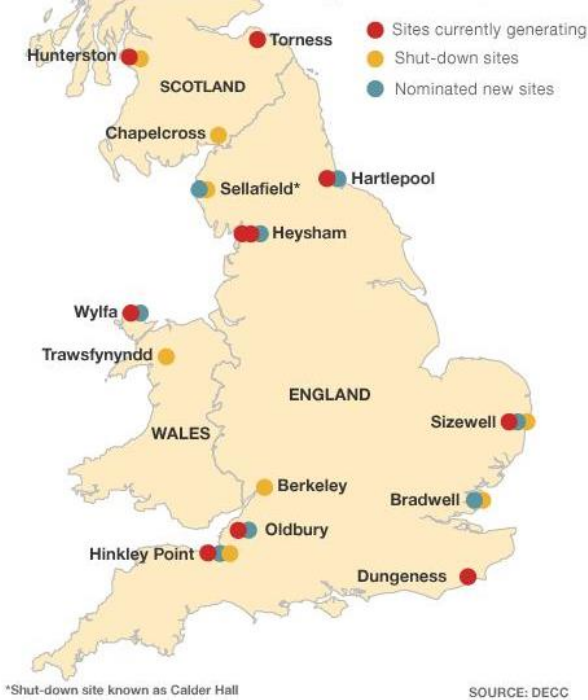 Sites currently generating
Shut-down sites
Nominated new sites
Torness
Hunterston
SCOTLAND
Chapelcross
Hartlepool
Sellafield*
Heysham
Wylfa
Trawsfynyndd
ENGLAND
Sizewell
WALES
Berkeley
Bradwell
Oldbury
Hinkley Point
Dungeness
*Shut-down site known as Calder Hall
SOURCE: DECC